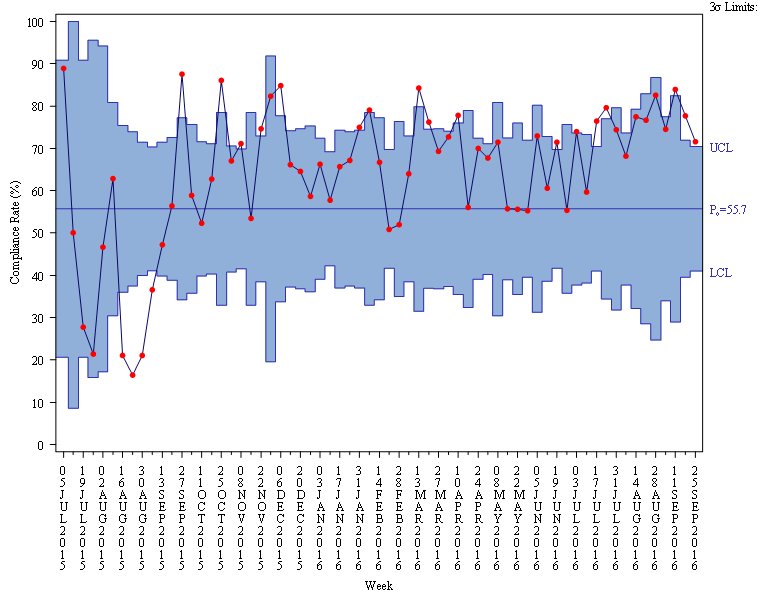 3σ Limits:
100
90
80
70
60
50
40
30
20
10
0
Compliance Rate (%)
UCL
Po=55.7
LCL
05JUL2015
19JUL2015
02AUG2015
16AUG2015
30AUG2015
13SEP2015
27SEP2015
11OCT2015
25OCT2015
08NOV2015
22NOV2015
06DEC2015
20DEC2015
03JAN2016
17JAN2016
31JAN2016
14FEB2016
28FEB2016
13MAR2016
27MAR2016
10APR2016
24APR2016
08MAY2016
22MAY2016
05JUN2016
19JUN2016
03JUL2016
17JUL2016
31JUL2016
14AUG2016
28AUG2016
11SEP2016
25SEP2016
Week